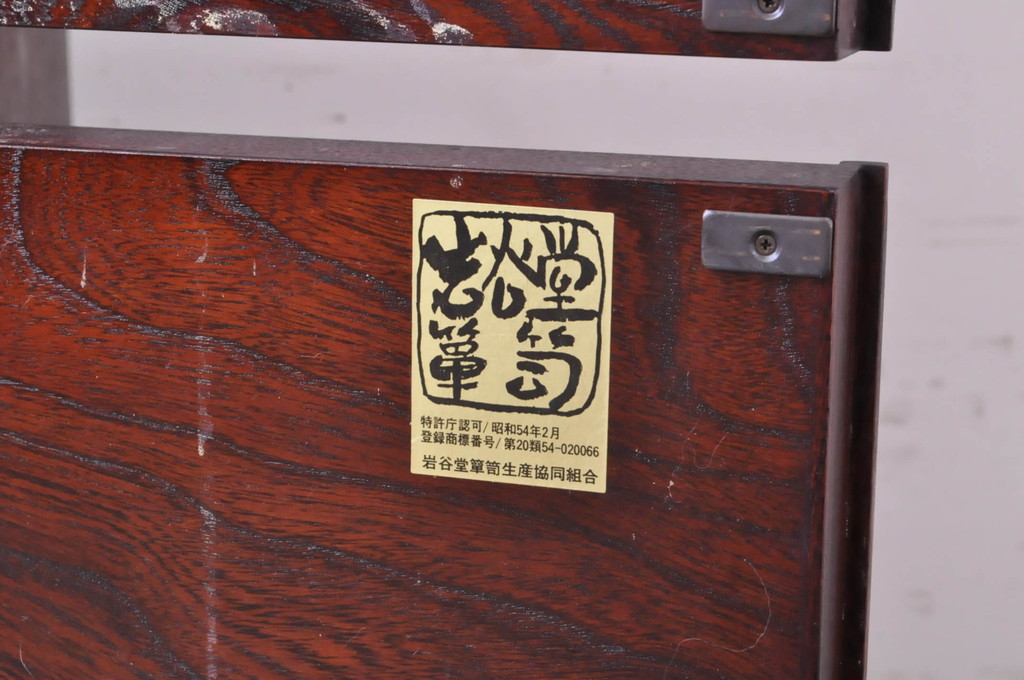 岩谷堂
箪笥
特許庁認可/昭和54年2月
登録商標番号/第20類54-020066
岩谷堂箪笥生産協同組合